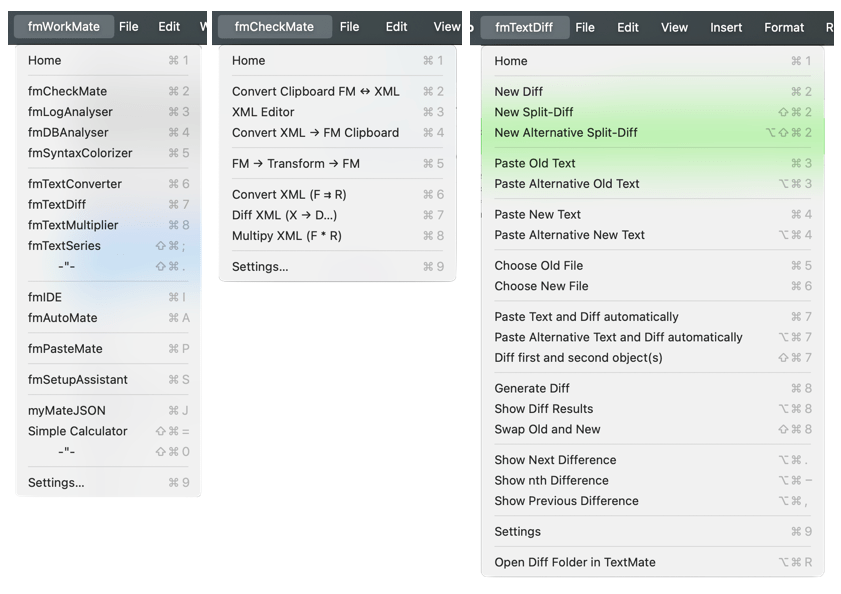 fmWorkMate File Edit
Home ⌘ 1
fmCheckMate ⌘ 2
fmLogAnalyser ⌘ 3
fmDBAnalyser ⌘ 4
fmSyntaxColorizer ⌘ 5
fmTextConverter ⌘ 6
fmTextDiff ⌘ 7
fmTextMultiplier ⌘ 8
fmTextSeries ⇧⌘ ;
-"- ⇧⌘ .
fmIDE ⌘ I
fmAutoMate ⌘ A
fmPasteMate ⌘ P
fmSetupAssistant ⌘ S
myMateJSON ⌘ J
Simple Calculator ⇧⌘ =
-"- ⇧⌘ 0
Settings... ⌘ 9
fmCheckMate File Edit View
Home ⌘ 1
Convert Clipboard FM ↔ XML ⌘ 2
XML Editor ⌘ 3
Convert XML → FM Clipboard ⌘ 4
FM → Transform → FM ⌘ 5
Convert XML (F ⇉ R) ⌘ 6
Diff XML (X → D...) ⌘ 7
Multipy XML (F * R) ⌘ 8
Settings... ⌘ 9
fmTextDiff File Edit View Insert Format
Home ⌘ 1
New Diff ⌘ 2
New Split-Diff ⇧⌘ 2
New Alternative Split-Diff ⌥⇧⌘ 2
Paste Old Text ⌘ 3
Paste Alternative Old Text ⌥⌘ 3
Paste New Text ⌘ 4
Paste Alternative New Text ⌥⌘ 4
Choose Old File ⌘ 5
Choose New File ⌘ 6
Paste Text and Diff automatically ⌘ 7
Paste Alternative Text and Diff automatically ⌥⌘ 7
Diff first and second object(s) ⇧⌘ 7
Generate Diff ⌘ 8
Show Diff Results ⌥⌘ 8
Swap Old and New ⇧⌘ 8
Show Next Difference ⌥⌘ .
Show nth Difference ⌥⌘ −
Show Previous Difference ⌥⌘ ,
Settings ⌘ 9
Open Diff Folder in TextMate ⌥⌘ R